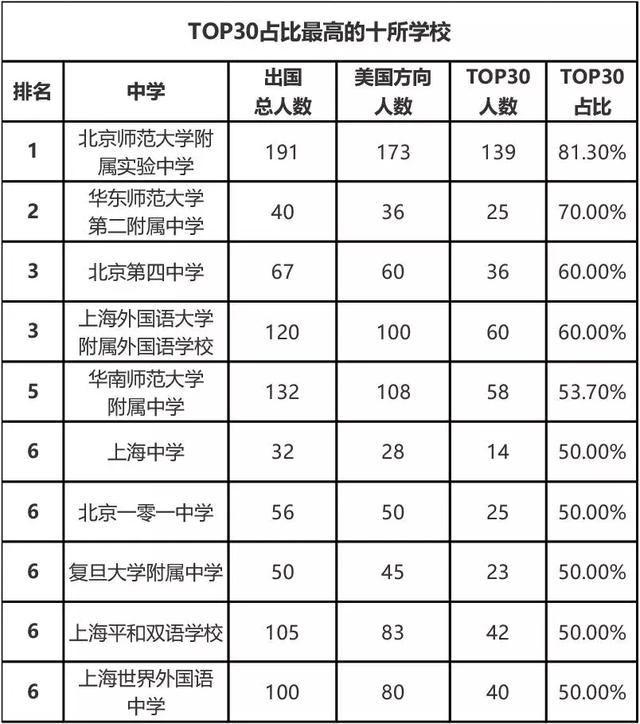 TOP30占比最高的十所学校
排名 中学 出国总人数 美国方向人数 TOP30人数 TOP30占比
1 北京师范大学附属实验中学 191 173 139 81.30%
2 华东师范大学第二附属中学 40 36 25 70.00%
3 北京第四中学 67 60 36 60.00%
3 上海外国语大学附属外国语学校 120 100 60 60.00%
5 华南师范大学附属中学 132 108 58 53.70%
6 上海中学 32 28 14 50.00%
6 北京一零一中学 56 50 25 50.00%
6 复旦大学附属中学 50 45 23 50.00%
6 上海平和双语学校 105 83 42 50.00%
6 上海世界外国语中学 100 80 40 50.00%